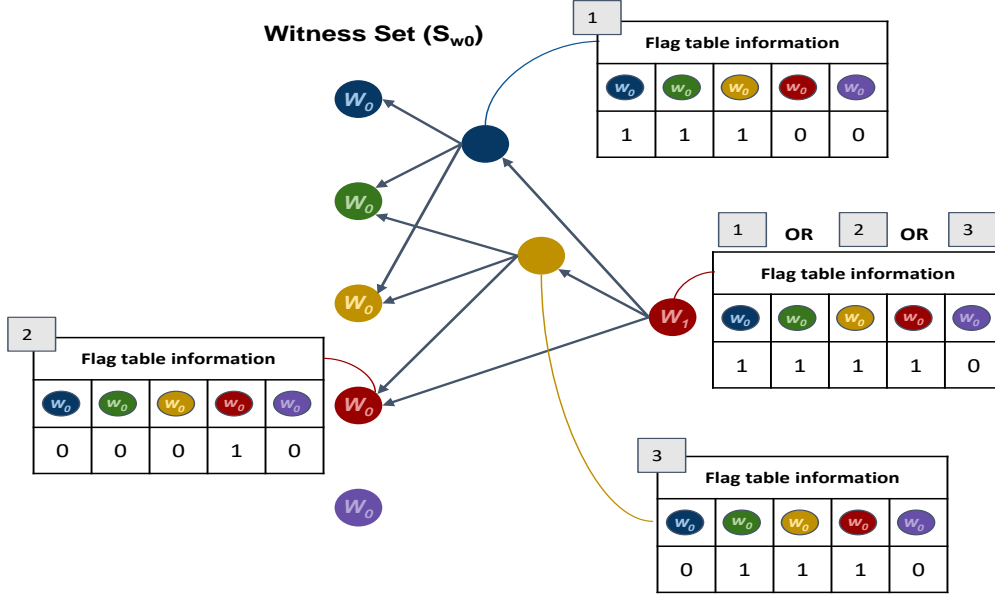 Witness Set (S_w0)
1
Flag table information
W0 W0 W0 W0 W0
1 1 1 0 0
W0
W0
W0
W0
W0
W1
1 OR 2 OR 3
Flag table information
W0 W0 W0 W0 W0
1 1 1 1 0
2
Flag table information
W0 W0 W0 W0 W0
0 0 0 1 0
3
Flag table information
W0 W0 W0 W0 W0
0 1 1 1 0